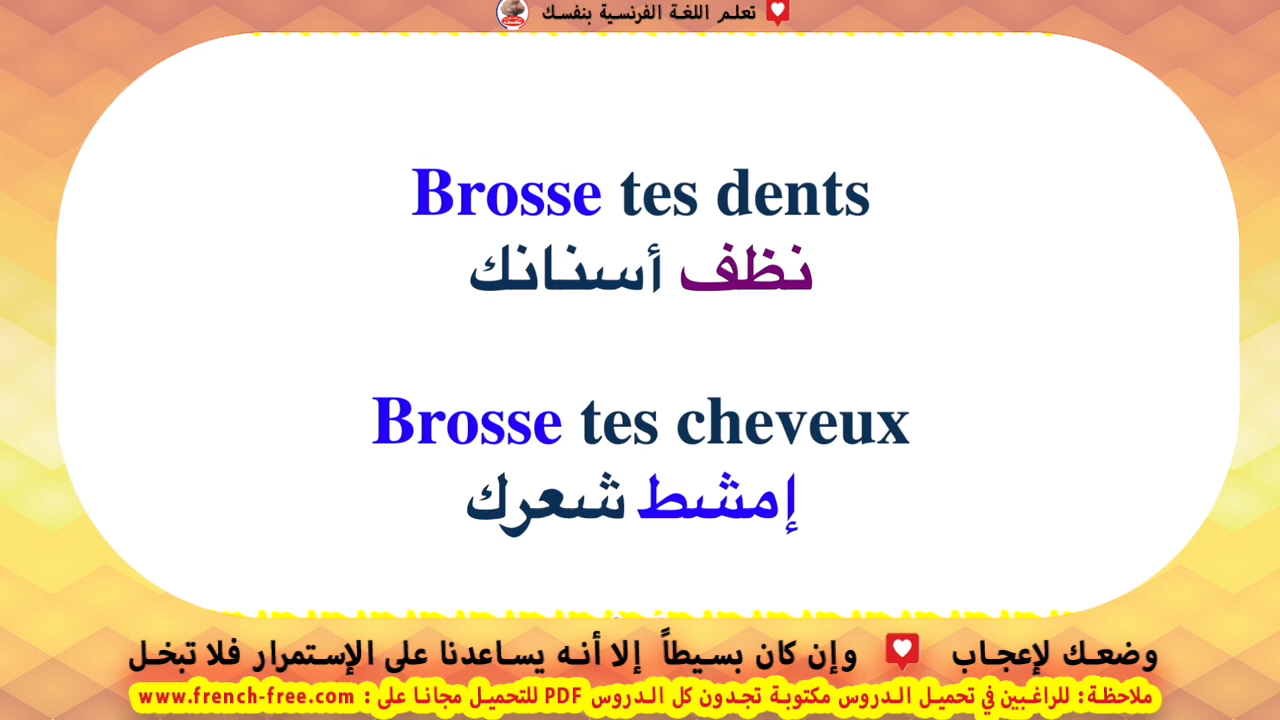 تعلم اللغة الفرنسية بنفسك
Brosse tes dents
نظف أسنانك
Brosse tes cheveux
إمشط شعرك
وضعك لإعجاب وإن كان بسيطاً إلا أنه يساعدنا على الإستمرار فلا تبخل
ملاحظة: للراغبين في تحميل الدروس مكتوبة تجدون كل الدروس PDF للتحميل مجانا على : www.french-free.com